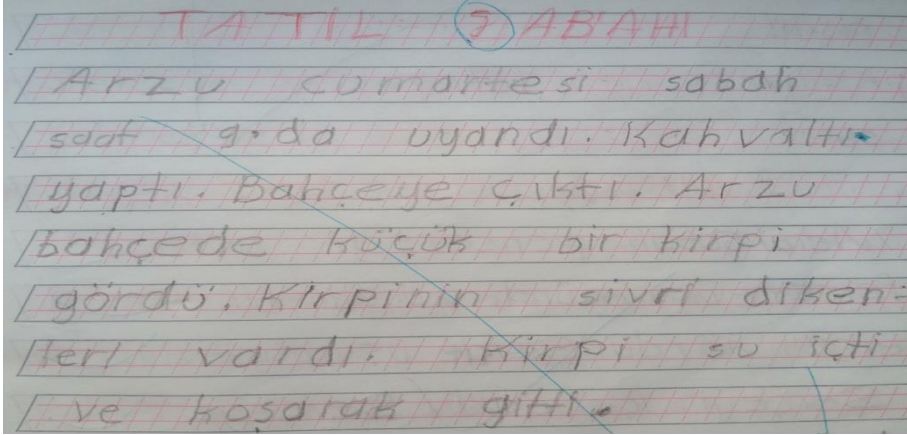 TATİL SABAHI
Arzu cumartesi sabah
saat 9'da uyandı. Kahvaltı
yaptı. Bahçeye çıktı. Arzu
bahçede küçük bir kirpi
gördü. Kirpinin sivri diken-
leri vardı. Kirpi su içti
ve koşarak gitti.